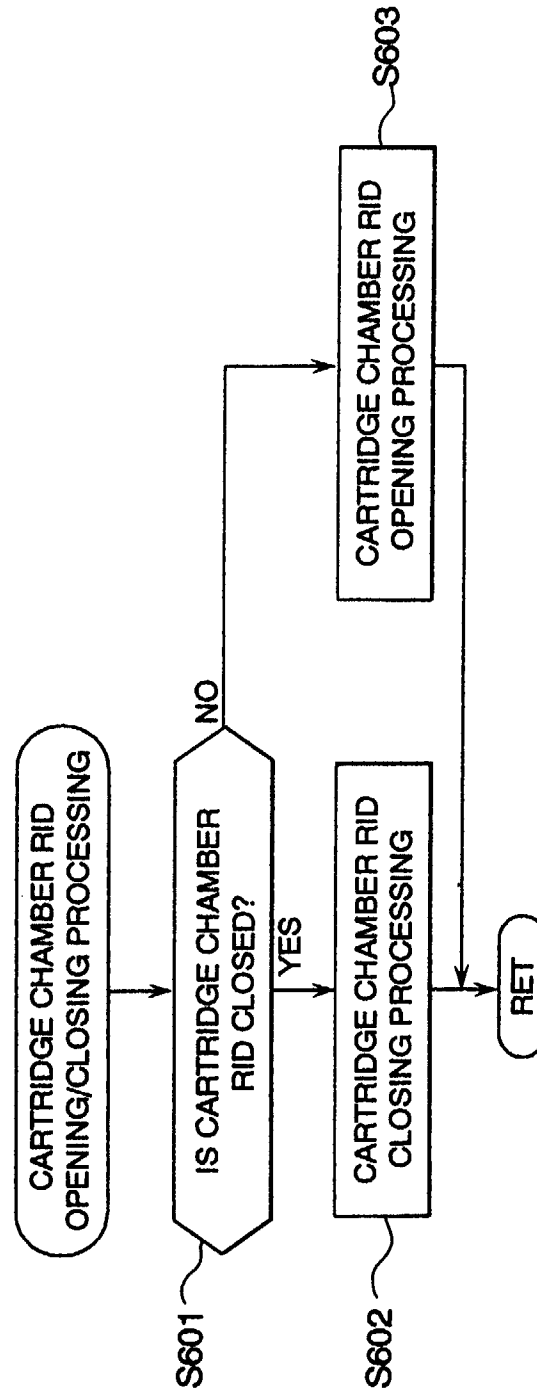 CARTRIDGE CHAMBER RID
OPENING/CLOSING PROCESSING
S601
IS CARTRIDGE CHAMBER
RID CLOSED?
NO
YES
S602
CARTRIDGE CHAMBER RID
CLOSING PROCESSING
CARTRIDGE CHAMBER RID
OPENING PROCESSING
S603
RET